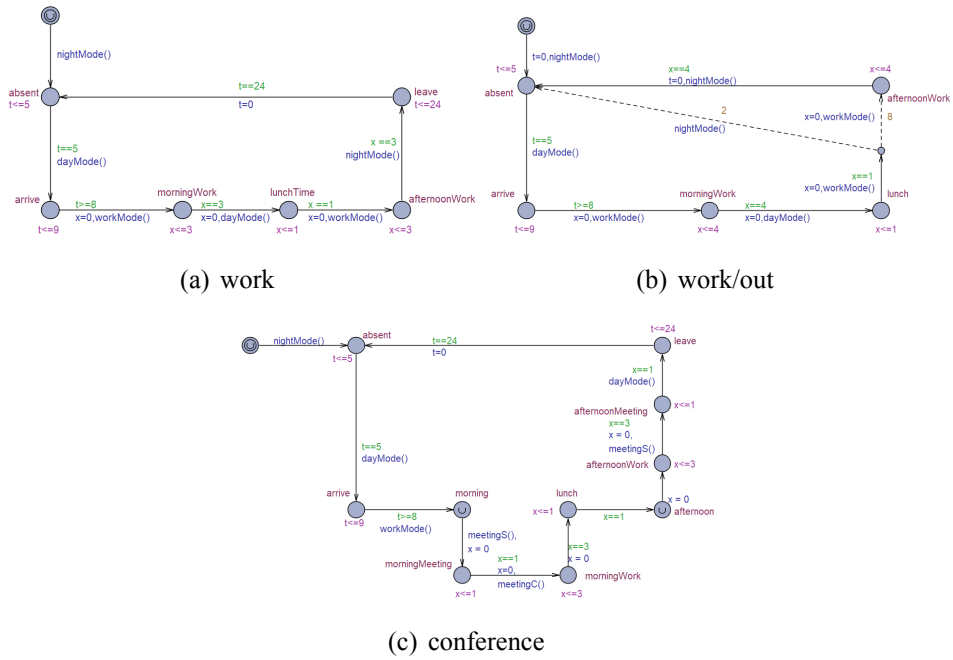 nightMode()
absent
t<=5
t==24
t=0
leave
t<=24
t==5
dayMode()
x ==3
nightMode()
arrive
t<=9
t>=8
x=0,workMode()
morningWork
x<=3
x==3
x=0,dayMode()
lunchTime
x<=1
x ==1
x=0,workMode()
afternoonWork
x<=3
(a) work
t=0,nightMode()
t<=5
absent
x==4
t=0,nightMode()
x<=4
afternoonWork
2
nightMode()
x=0,workMode()
8
t==5
dayMode()
x==1
x=0,workMode()
arrive
t<=9
t>=8
x=0,workMode()
morningWork
x<=4
x==4
x=0,dayMode()
lunch
x<=1
(b) work/out
nightMode()
absent
t<=5
t==24
t=0
t<=24
leave
x==1
dayMode()
afternoonMeeting
x<=1
x==3
x = 0,
meetingS()
afternoonWork
x<=3
x = 0
afternoon
t==5
dayMode()
arrive
t<=9
t>=8
workMode()
morning
meetingS(),
x = 0
morningMeeting
x<=1
x==1
x=0,
meetingC()
lunch
x<=1
x==1
x==3
x = 0
morningWork
x<=3
(c) conference